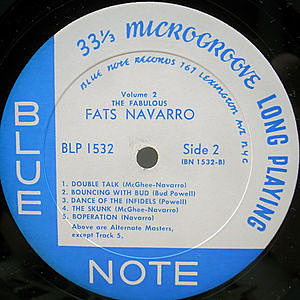 33⅓ MICROGROOVE LONG PLAYING
BLUE NOTE RECORDS 767 LEXINGTON AVE NYC
Volume 2
THE FABULOUS
FATS NAVARRO
BLP 1532
Side 2
(BN 1532-B)
1. DOUBLE TALK (McGhee-Navarro)
2. BOUNCING WITH BUD (Bud Powell)
3. DANCE OF THE INFIDELS (Powell)
4. THE SKUNK (McGhee-Navarro)
5. BOPERATION (Navarro)
Above are Alternate Masters,
except Track 5.
BLUE
NOTE